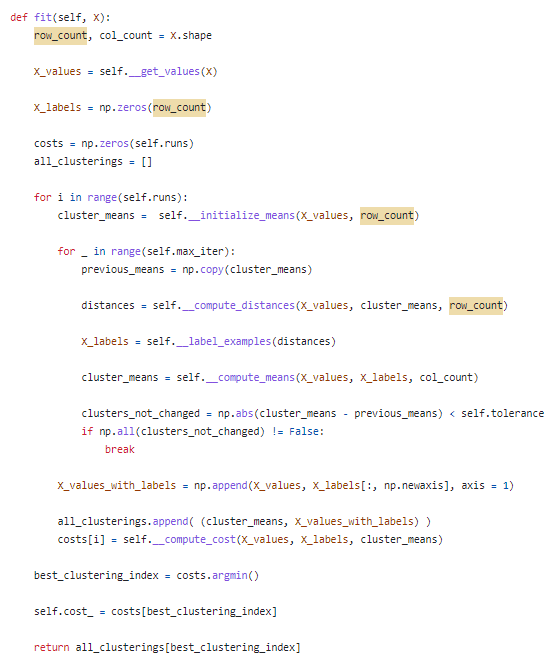 def fit(self, X):
    row_count, col_count = X.shape
    X_values = self.__get_values(X)
    X_labels = np.zeros(row_count)
    costs = np.zeros(self.runs)
    all_clusterings = []
    for i in range(self.runs):
        cluster_means =  self.__initialize_means(X_values, row_count)
        for _ in range(self.max_iter):
            previous_means = np.copy(cluster_means)
            distances = self.__compute_distances(X_values, cluster_means, row_count)
            X_labels = self.__label_examples(distances)
            cluster_means = self.__compute_means(X_values, X_labels, col_count)
            clusters_not_changed = np.abs(cluster_means - previous_means) < self.tolerance
            if np.all(clusters_not_changed) != False:
                break
        X_values_with_labels = np.append(X_values, X_labels[:, np.newaxis], axis = 1)
        all_clusterings.append( (cluster_means, X_values_with_labels) )
        costs[i] = self.__compute_cost(X_values, X_labels, cluster_means)
    best_clustering_index = costs.argmin()
    self.cost_ = costs[best_clustering_index]
    return all_clusterings[best_clustering_index]